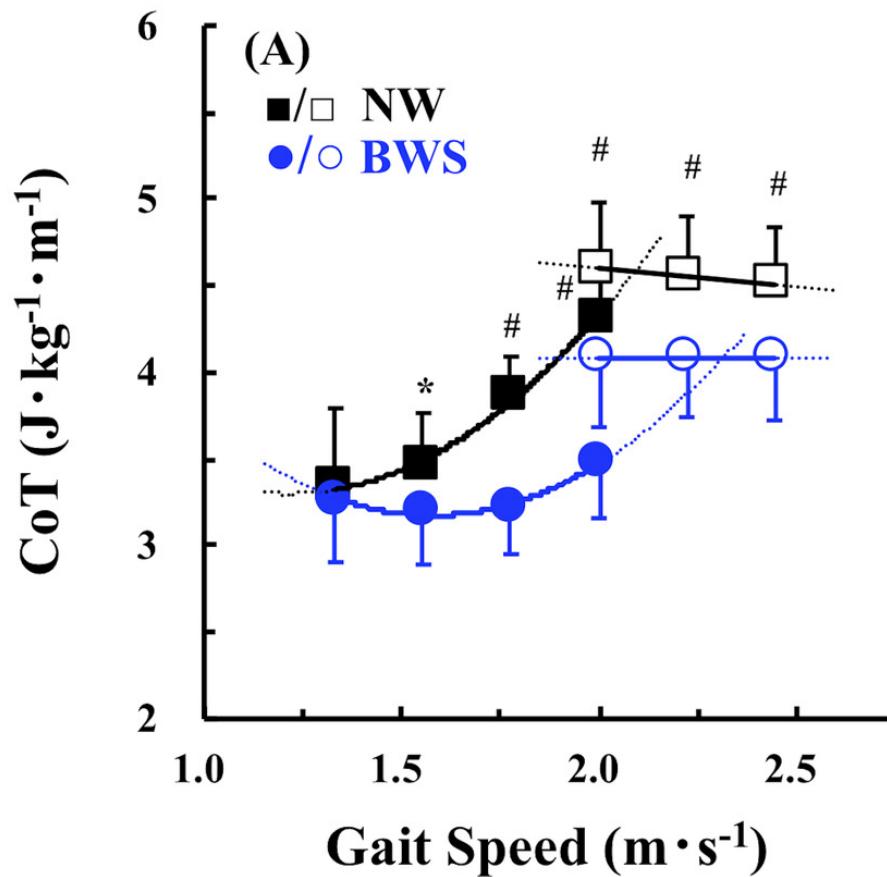 (A)
■/□ NW
●/○ BWS
CoT (J·kg⁻¹·m⁻¹)
6
5
4
3
2
#
#
#
#
#
*
1.0 1.5 2.0 2.5
Gait Speed (m·s⁻¹)